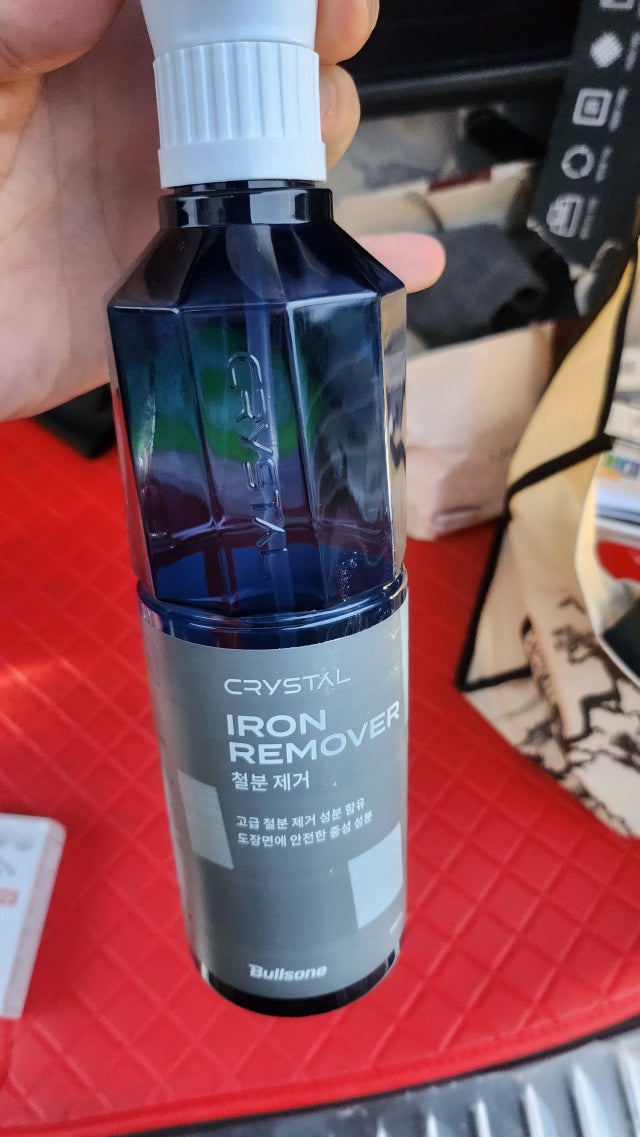 CRYSTAL
CRYSTAL
IRON
REMOVER
철분 제거
고급 철분 제거 성분 함유
도장면에 안전한 중성 성분
Bullsone